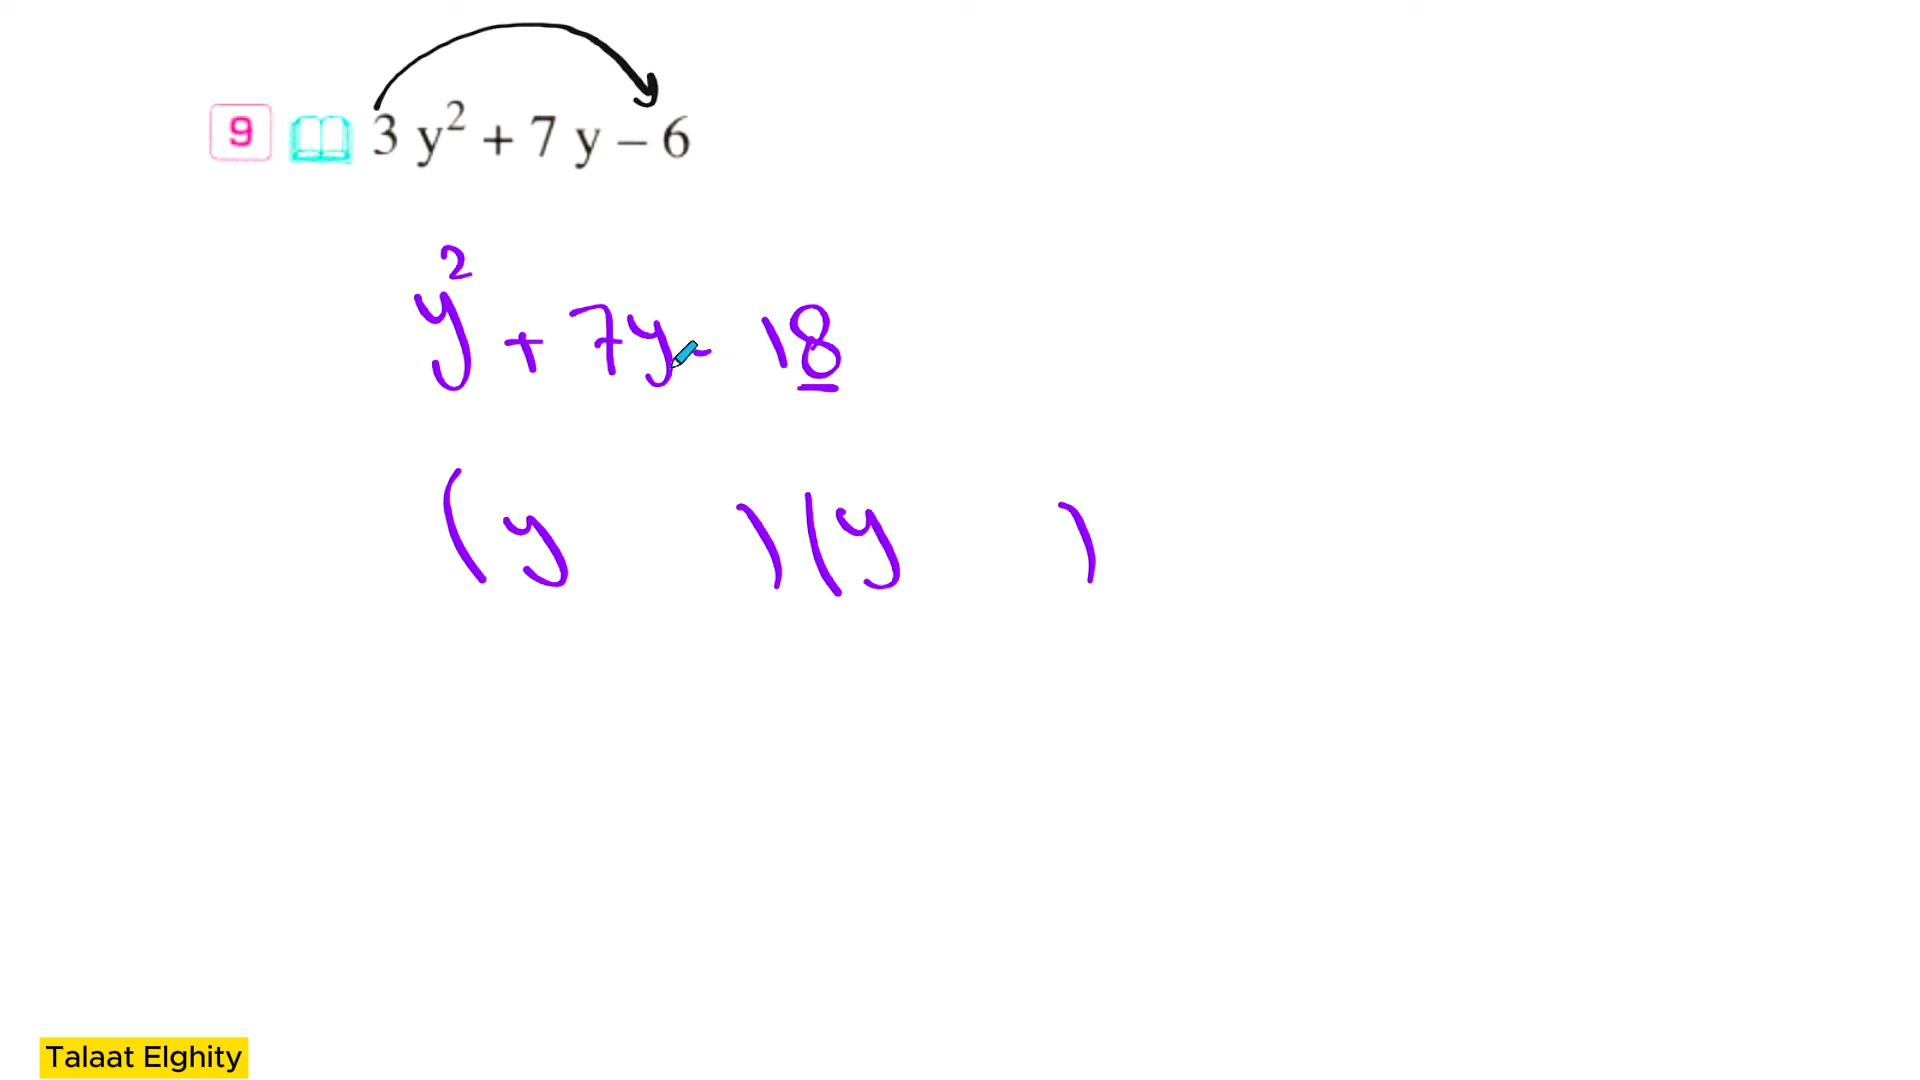 9 3 y² + 7 y – 6
y² + 7y - 18
(y )(y )
Talaat Elghity